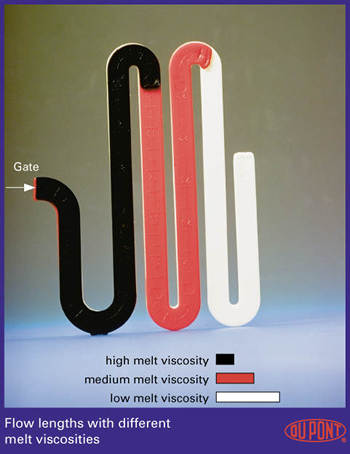 Gate
high melt viscosity
medium melt viscosity
low melt viscosity
Flow lengths with different
melt viscosities
DU PONT